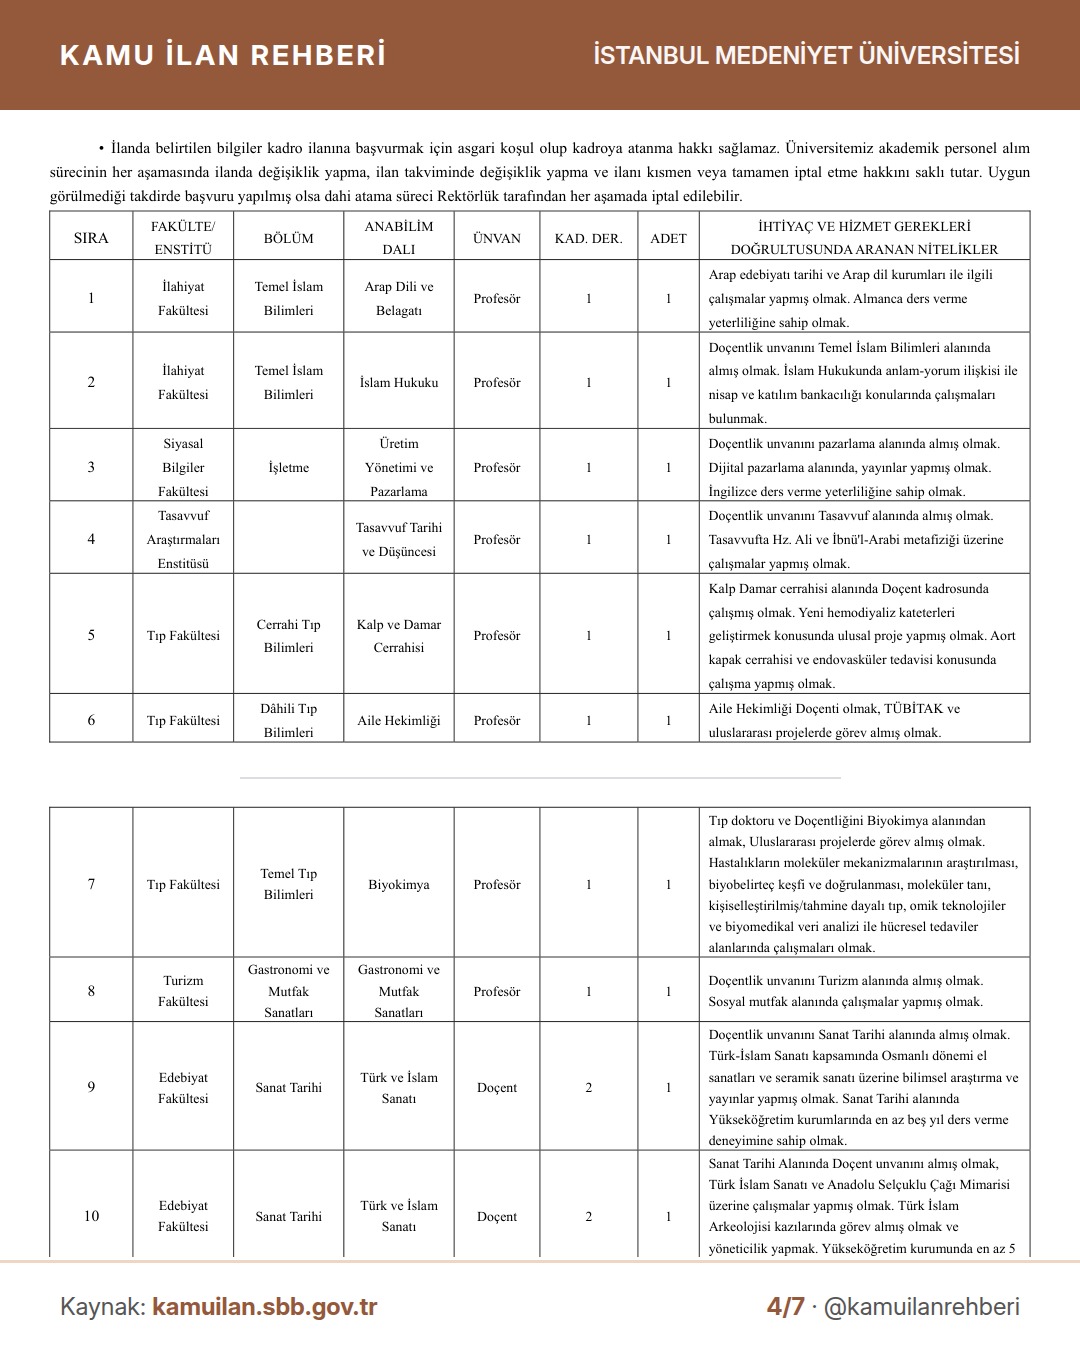 KAMU İLAN REHBERİ
İSTANBUL MEDENİYET ÜNİVERSİTESİ
• İlanda belirtilen bilgiler kadro ilanına başvurmak için asgari koşul olup kadroya atanma hakkı sağlamaz. Üniversitemiz akademik personel alım
sürecinin her aşamasında ilanda değişiklik yapma, ilan takviminde değişiklik yapma ve ilanı kısmen veya tamamen iptal etme hakkını saklı tutar. Uygun
görülmediği takdirde başvuru yapılmış olsa dahi atama süreci Rektörlük tarafından her aşamada iptal edilebilir.
SIRA
FAKÜLTE/
ENSTİTÜ
BÖLÜM
ANABİLİM
DALI
ÜNVAN
KAD. DER.
ADET
İHTİYAÇ VE HİZMET GEREKLERİ
DOĞRULTUSUNDA ARANAN NİTELİKLER
1
İlahiyat
Fakültesi
Temel İslam
Bilimleri
Arap Dili ve
Belagatı
Profesör
1
1
Arap edebiyatı tarihi ve Arap dil kurumları ile ilgili
çalışmalar yapmış olmak. Almanca ders verme
yeterliliğine sahip olmak.
2
İlahiyat
Fakültesi
Temel İslam
Bilimleri
İslam Hukuku
Profesör
1
1
Doçentlik unvanını Temel İslam Bilimleri alanında
almış olmak. İslam Hukukunda anlam-yorum ilişkisi ile
nisap ve katılım bankacılığı konularında çalışmaları
bulunmak.
3
Siyasal
Bilgiler
Fakültesi
İşletme
Üretim
Yönetimi ve
Pazarlama
Profesör
1
1
Doçentlik unvanını pazarlama alanında almış olmak.
Dijital pazarlama alanında, yayınlar yapmış olmak.
İngilizce ders verme yeterliliğine sahip olmak.
4
Tasavvuf
Araştırmaları
Enstitüsü
Tasavvuf Tarihi
ve Düşüncesi
Profesör
1
1
Doçentlik unvanını Tasavvuf alanında almış olmak.
Tasavvufta Hz. Ali ve İbnü'l-Arabi metafiziği üzerine
çalışmalar yapmış olmak.
5
Tıp Fakültesi
Cerrahi Tıp
Bilimleri
Kalp ve Damar
Cerrahisi
Profesör
1
1
Kalp Damar cerrahisi alanında Doçent kadrosunda
çalışmış olmak. Yeni hemodiyaliz kateterleri
geliştirmek konusunda ulusal proje yapmış olmak. Aort
kapak cerrahisi ve endovasküler tedavisi konusunda
çalışma yapmış olmak.
6
Tıp Fakültesi
Dâhili Tıp
Bilimleri
Aile Hekimliği
Profesör
1
1
Aile Hekimliği Doçenti olmak, TÜBİTAK ve
uluslararası projelerde görev almış olmak.
7
Tıp Fakültesi
Temel Tıp
Bilimleri
Biyokimya
Profesör
1
1
Tıp doktoru ve Doçentliğini Biyokimya alanından
almak, Uluslararası projelerde görev almış olmak.
Hastalıkların moleküler mekanizmalarının araştırılması,
biyobelirteç keşfi ve doğrulanması, moleküler tanı,
kişiselleştirilmiş/tahmine dayalı tıp, omik teknolojiler
ve biyomedikal veri analizi ile hücresel tedaviler
alanlarında çalışmaları olmak.
8
Turizm
Fakültesi
Gastronomi ve
Mutfak
Sanatları
Gastronomi ve
Mutfak
Sanatları
Profesör
1
1
Doçentlik unvanını Turizm alanında almış olmak.
Sosyal mutfak alanında çalışmalar yapmış olmak.
9
Edebiyat
Fakültesi
Sanat Tarihi
Türk ve İslam
Sanatı
Doçent
2
1
Doçentlik unvanını Sanat Tarihi alanında almış olmak.
Türk-İslam Sanatı kapsamında Osmanlı dönemi el
sanatları ve seramik sanatı üzerine bilimsel araştırma ve
yayınlar yapmış olmak. Sanat Tarihi alanında
Yükseköğretim kurumlarında en az beş yıl ders verme
deneyimine sahip olmak.
10
Edebiyat
Fakültesi
Sanat Tarihi
Türk ve İslam
Sanatı
Doçent
2
1
Sanat Tarihi Alanında Doçent unvanını almış olmak,
Türk İslam Sanatı ve Anadolu Selçuklu Çağı Mimarisi
üzerine çalışmalar yapmış olmak. Türk İslam
Arkeolojisi kazılarında görev almış olmak ve
yöneticilik yapmak. Yükseköğretim kurumunda en az 5
Kaynak: kamuilan.sbb.gov.tr
4/7 · @kamuilanrehberi